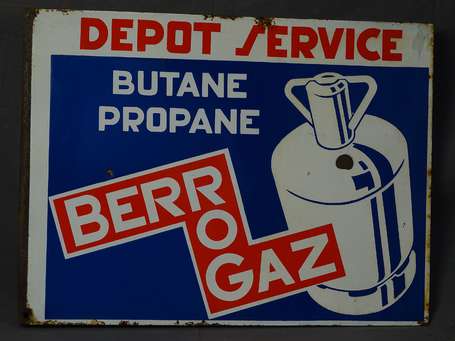 DEPOT SERVICE
BUTANE
PROPANE
BERR
O
GAZ